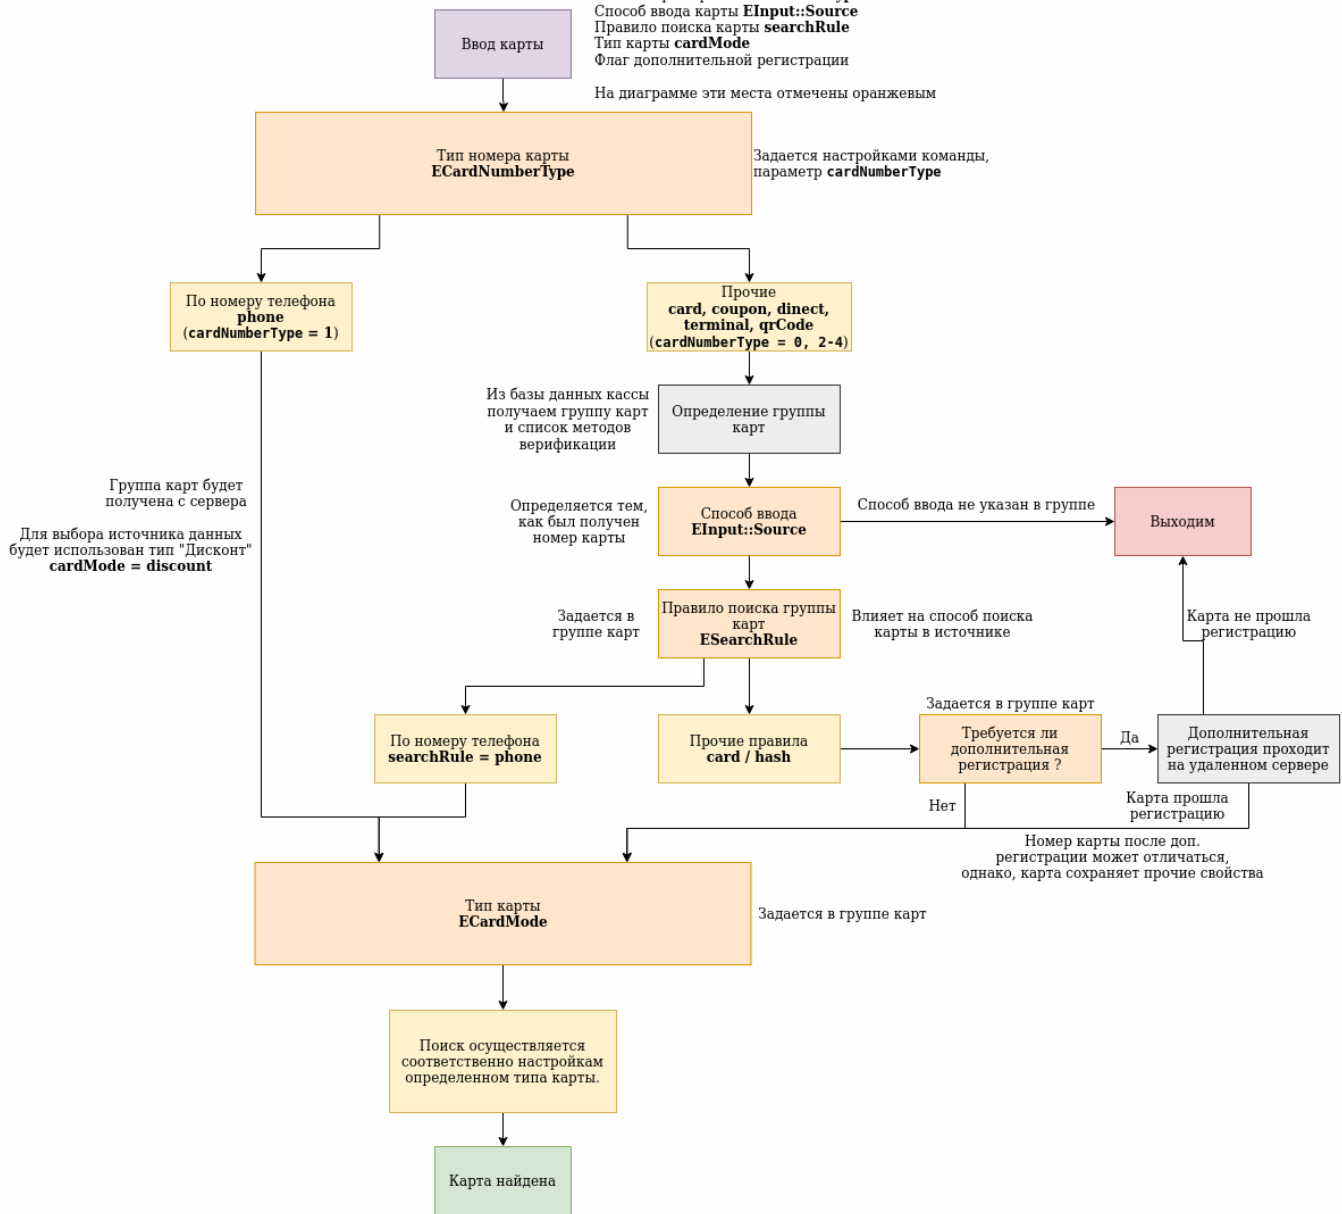 Способ ввода карты EInput::Source
Правило поиска карты searchRule
Тип карты cardMode
Флаг дополнительной регистрации
На диаграмме эти места отмечены оранжевым
Ввод карты
Тип номера карты
ECardNumberType
Задается настройками команды,
параметр cardNumberType
По номеру телефона
phone
(cardNumberType = 1)
Прочие
card, coupon, dinect,
terminal, qrCode
(cardNumberType = 0, 2-4)
Из базы данных кассы
получаем группу карт
и список методов
верификации
Определение группы
карт
Группа карт будет
получена с сервера
Для выбора источника данных
будет использован тип "Дисконт"
cardMode = discount
Определяется тем,
как был получен
номер карты
Способ ввода
EInput::Source
Способ ввода не указан в группе
Выходим
Задается в
группе карт
Правило поиска группы
карт
ESearchRule
Влияет на способ поиска
карты в источнике
Карта не прошла
регистрацию
По номеру телефона
searchRule = phone
Прочие правила
card / hash
Задается в группе карт
Требуется ли
дополнительная
регистрация ?
Да
Дополнительная
регистрация проходит
на удаленном сервере
Нет
Карта прошла
регистрацию
Номер карты после доп.
регистрации может отличаться,
однако, карта сохраняет прочие свойства
Тип карты
ECardMode
Задается в группе карт
Поиск осуществляется
соответственно настройкам
определенном типа карты.
Карта найдена